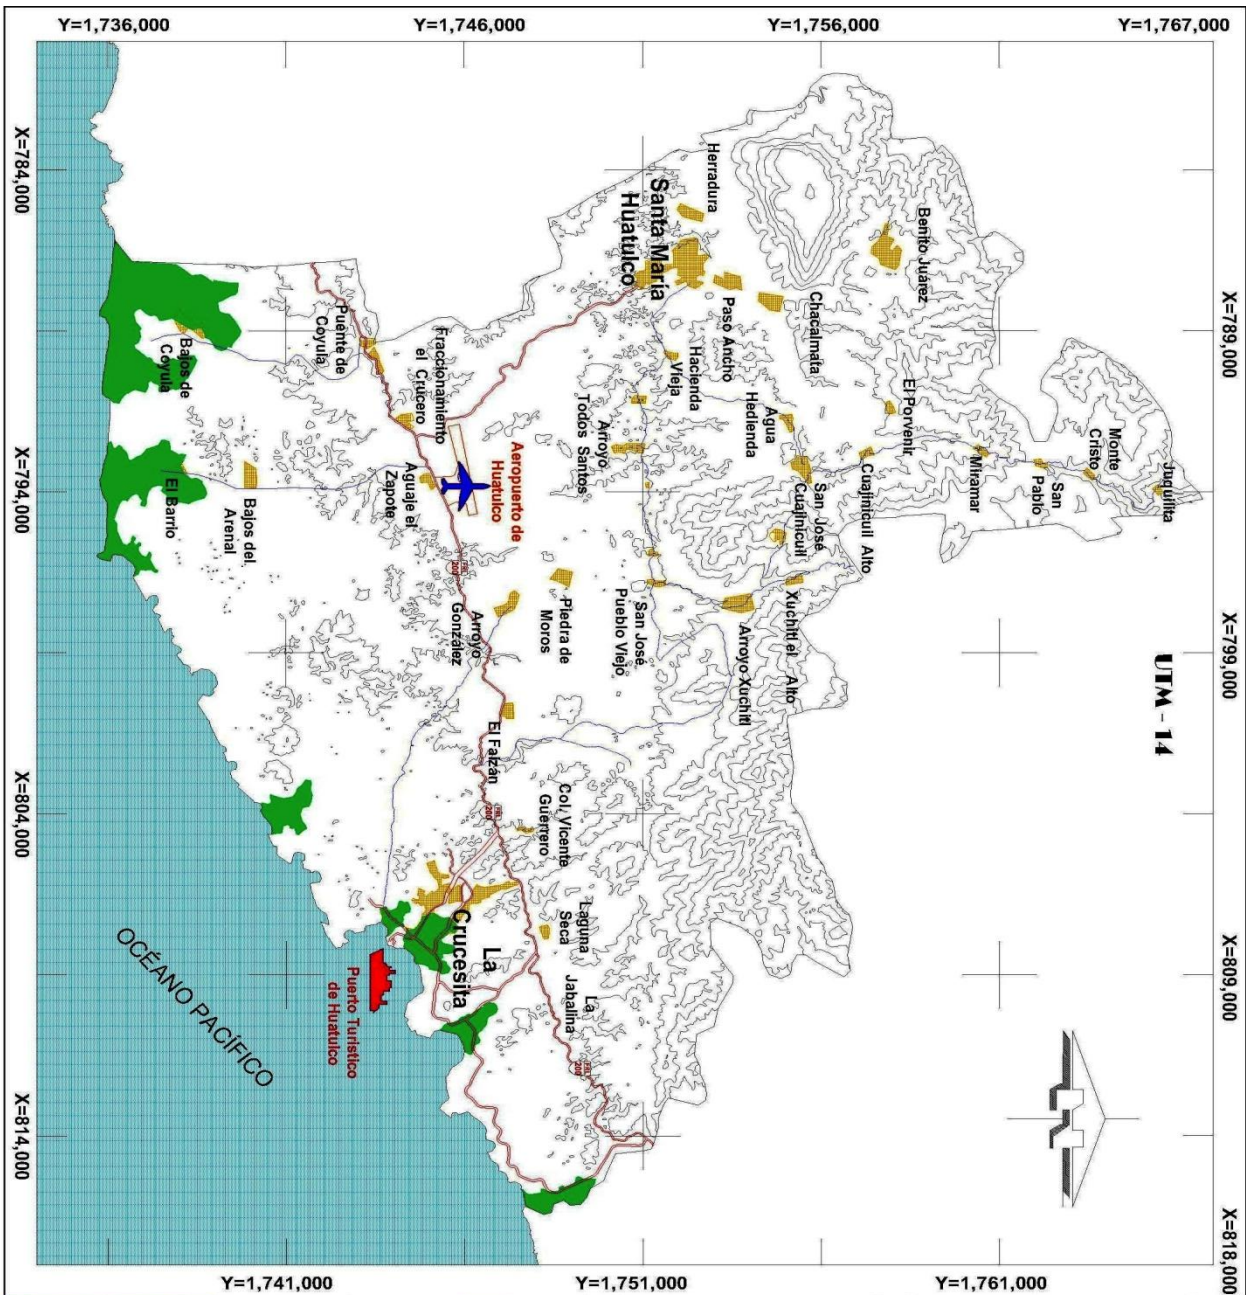 Y=1,736,000
Y=1,746,000
Y=1,756,000
Y=1,767,000
X=784,000
X=789,000
X=794,000
X=799,000
X=804,000
X=809,000
X=814,000
X=818,000
Y=1,741,000
Y=1,751,000
Y=1,761,000
UTM - 14
Herradura
Santa María
Huatulco
Benito Juárez
Chacalmata
Paso Ancho
Hacienda
Vieja
El Porvenir
Agua
Hedienda
Monte
Cristo
Juquilita
San
Pablo
Miramar
Cuajinicuil Alto
San José
Cuajinicuil
Arroyo
Todos Santos
Fraccionamiento
el Crucero
Puente de
Coyula
Bajos de
Coyula
Aeropuerto de
Huatulco
Aguaje el
Zapote
El Barrio
Bajos del
Arenal
Xuchitl el Alto
Arroyo Xuchitl
San José
Pueblo Viejo
Piedra de
Moros
200
Arroyo
González
El Faizán
200
Col. Vicente
Guerrero
Laguna
Seca
La
Crucesita
La
Jabalina
200
Puerto Turistico
de Huatulco
OCÉANO PACÍFICO